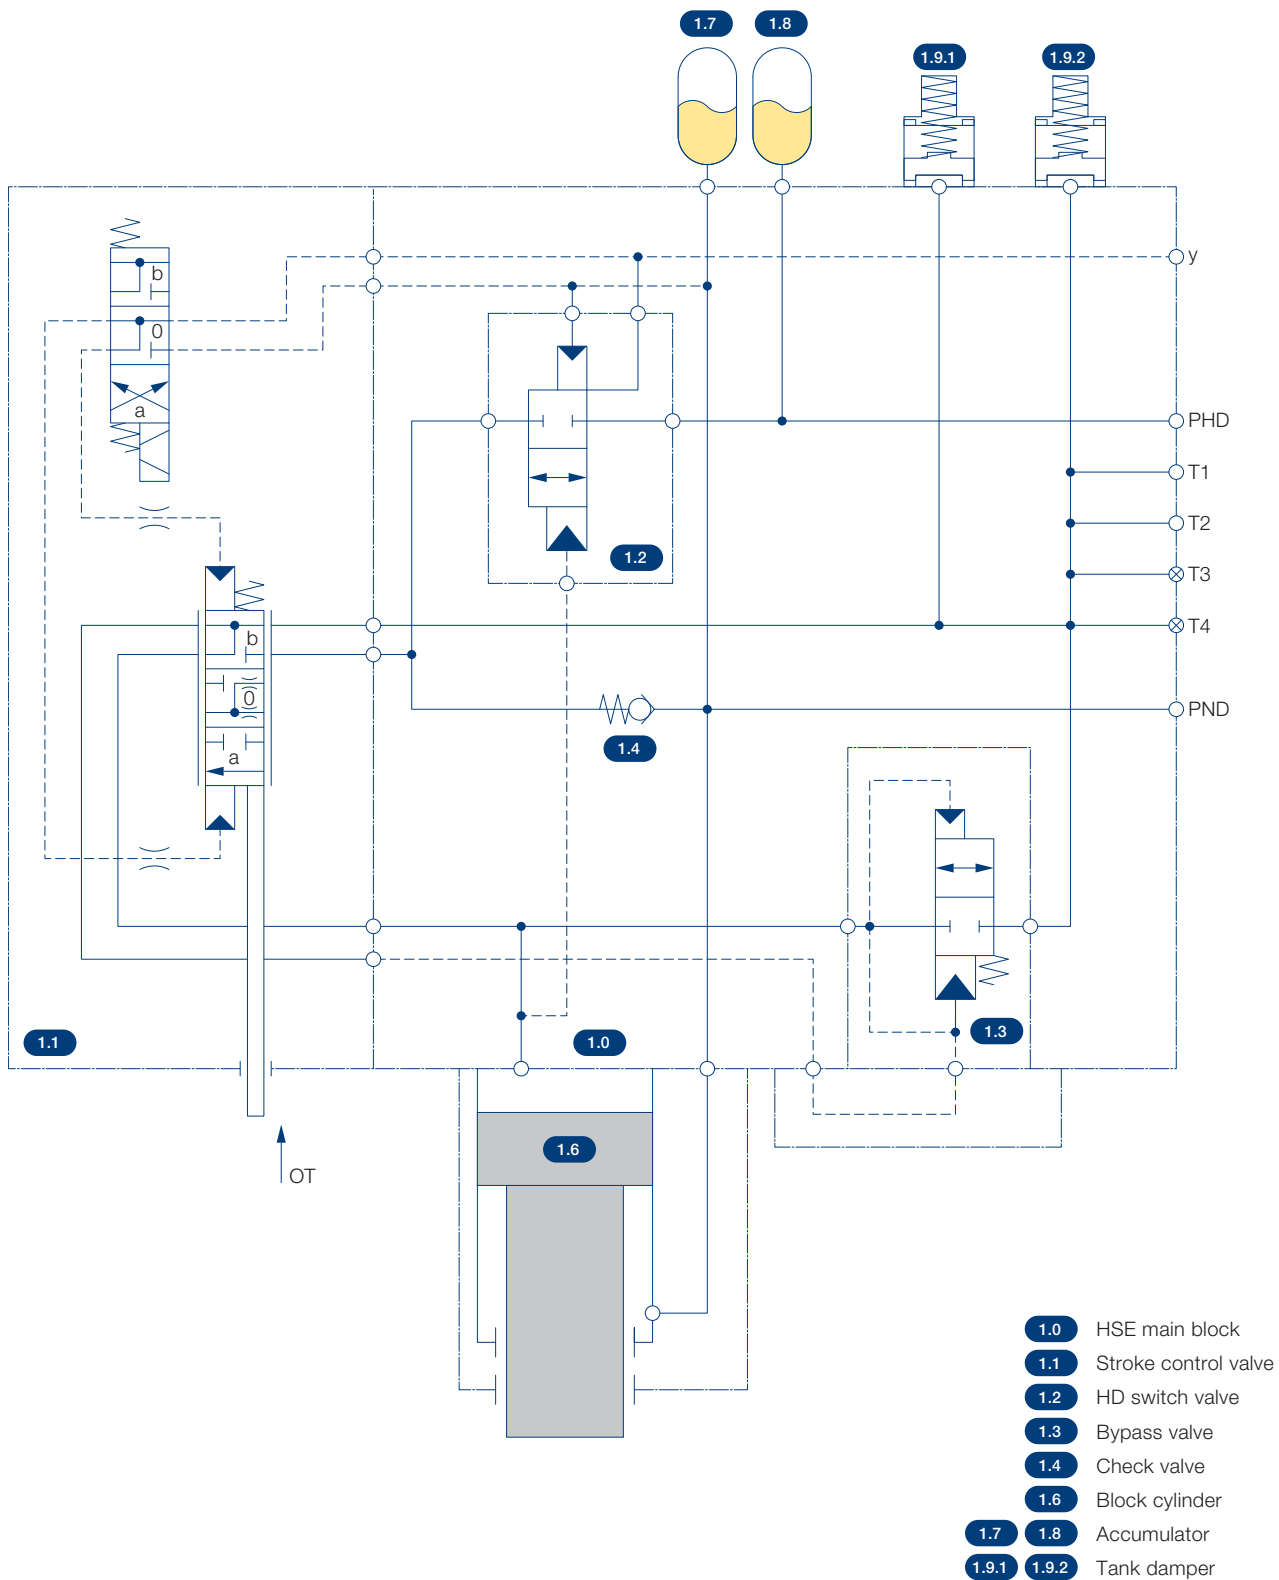 1.7 1.8
1.9.1 1.9.2
y
b
0
a
PHD
T1
T2
1.2
T3
T4
b
0
a
PND
1.4
1.3
1.1
1.0
1.6
OT
1.0 HSE main block
1.1 Stroke control valve
1.2 HD switch valve
1.3 Bypass valve
1.4 Check valve
1.6 Block cylinder
1.7 1.8 Accumulator
1.9.1 1.9.2 Tank damper